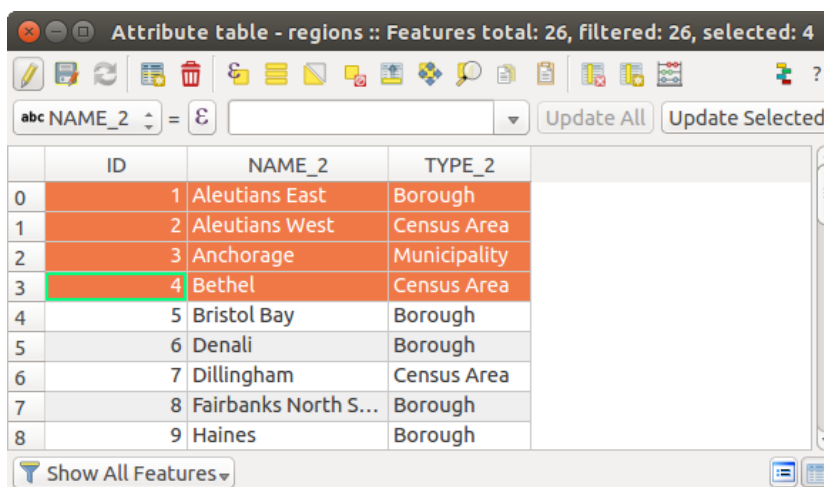 Attribute table - regions :: Features total: 26, filtered: 26, selected: 4
ε ?
abc NAME_2 = ε Update All Update Selected
ID NAME_2 TYPE_2
0 1 Aleutians East Borough
1 2 Aleutians West Census Area
2 3 Anchorage Municipality
3 4 Bethel Census Area
4 5 Bristol Bay Borough
5 6 Denali Borough
6 7 Dillingham Census Area
7 8 Fairbanks North S... Borough
8 9 Haines Borough
Show All Features